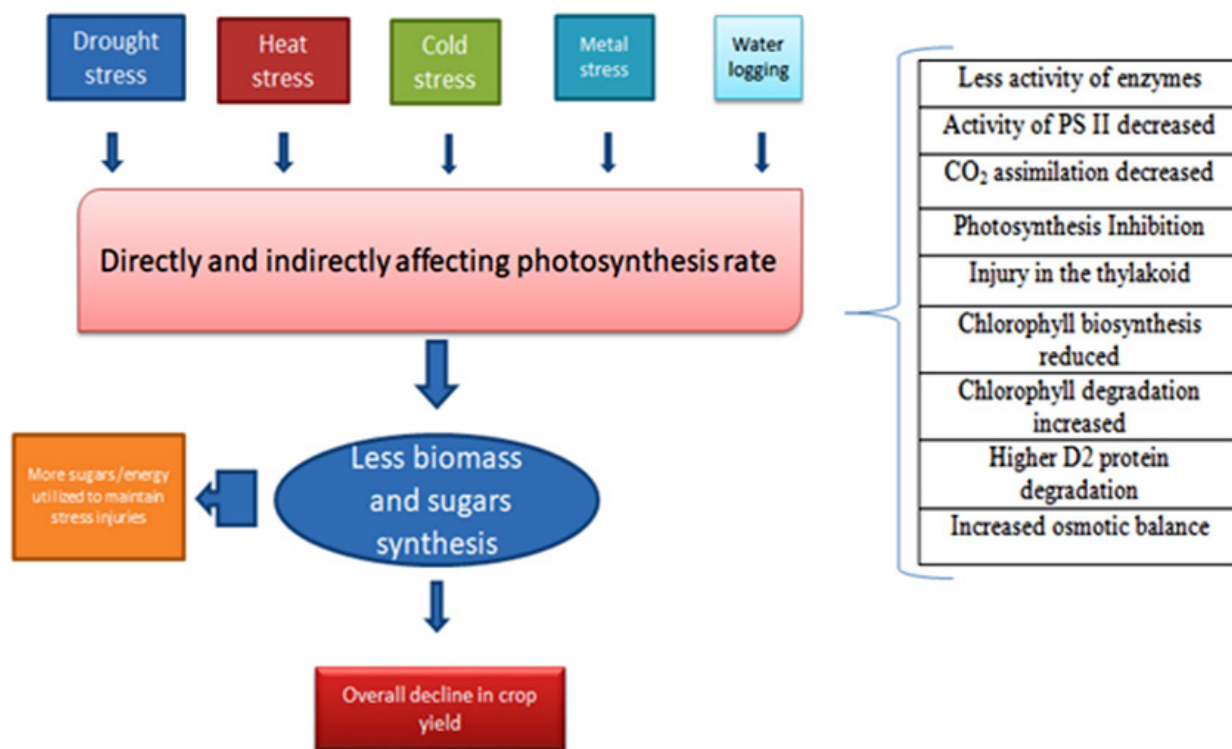 Drought
stress
Heat
stress
Cold
stress
Metal
stress
Water
logging
Directly and indirectly affecting photosynthesis rate
More sugars/energy
utilized to maintain
stress injuries
Less biomass
and sugars
synthesis
Overall decline in crop
yield
Less activity of enzymes
Activity of PS II decreased
CO₂ assimilation decreased
Photosynthesis Inhibition
Injury in the thylakoid
Chlorophyll biosynthesis
reduced
Chlorophyll degradation
increased
Higher D2 protein
degradation
Increased osmotic balance